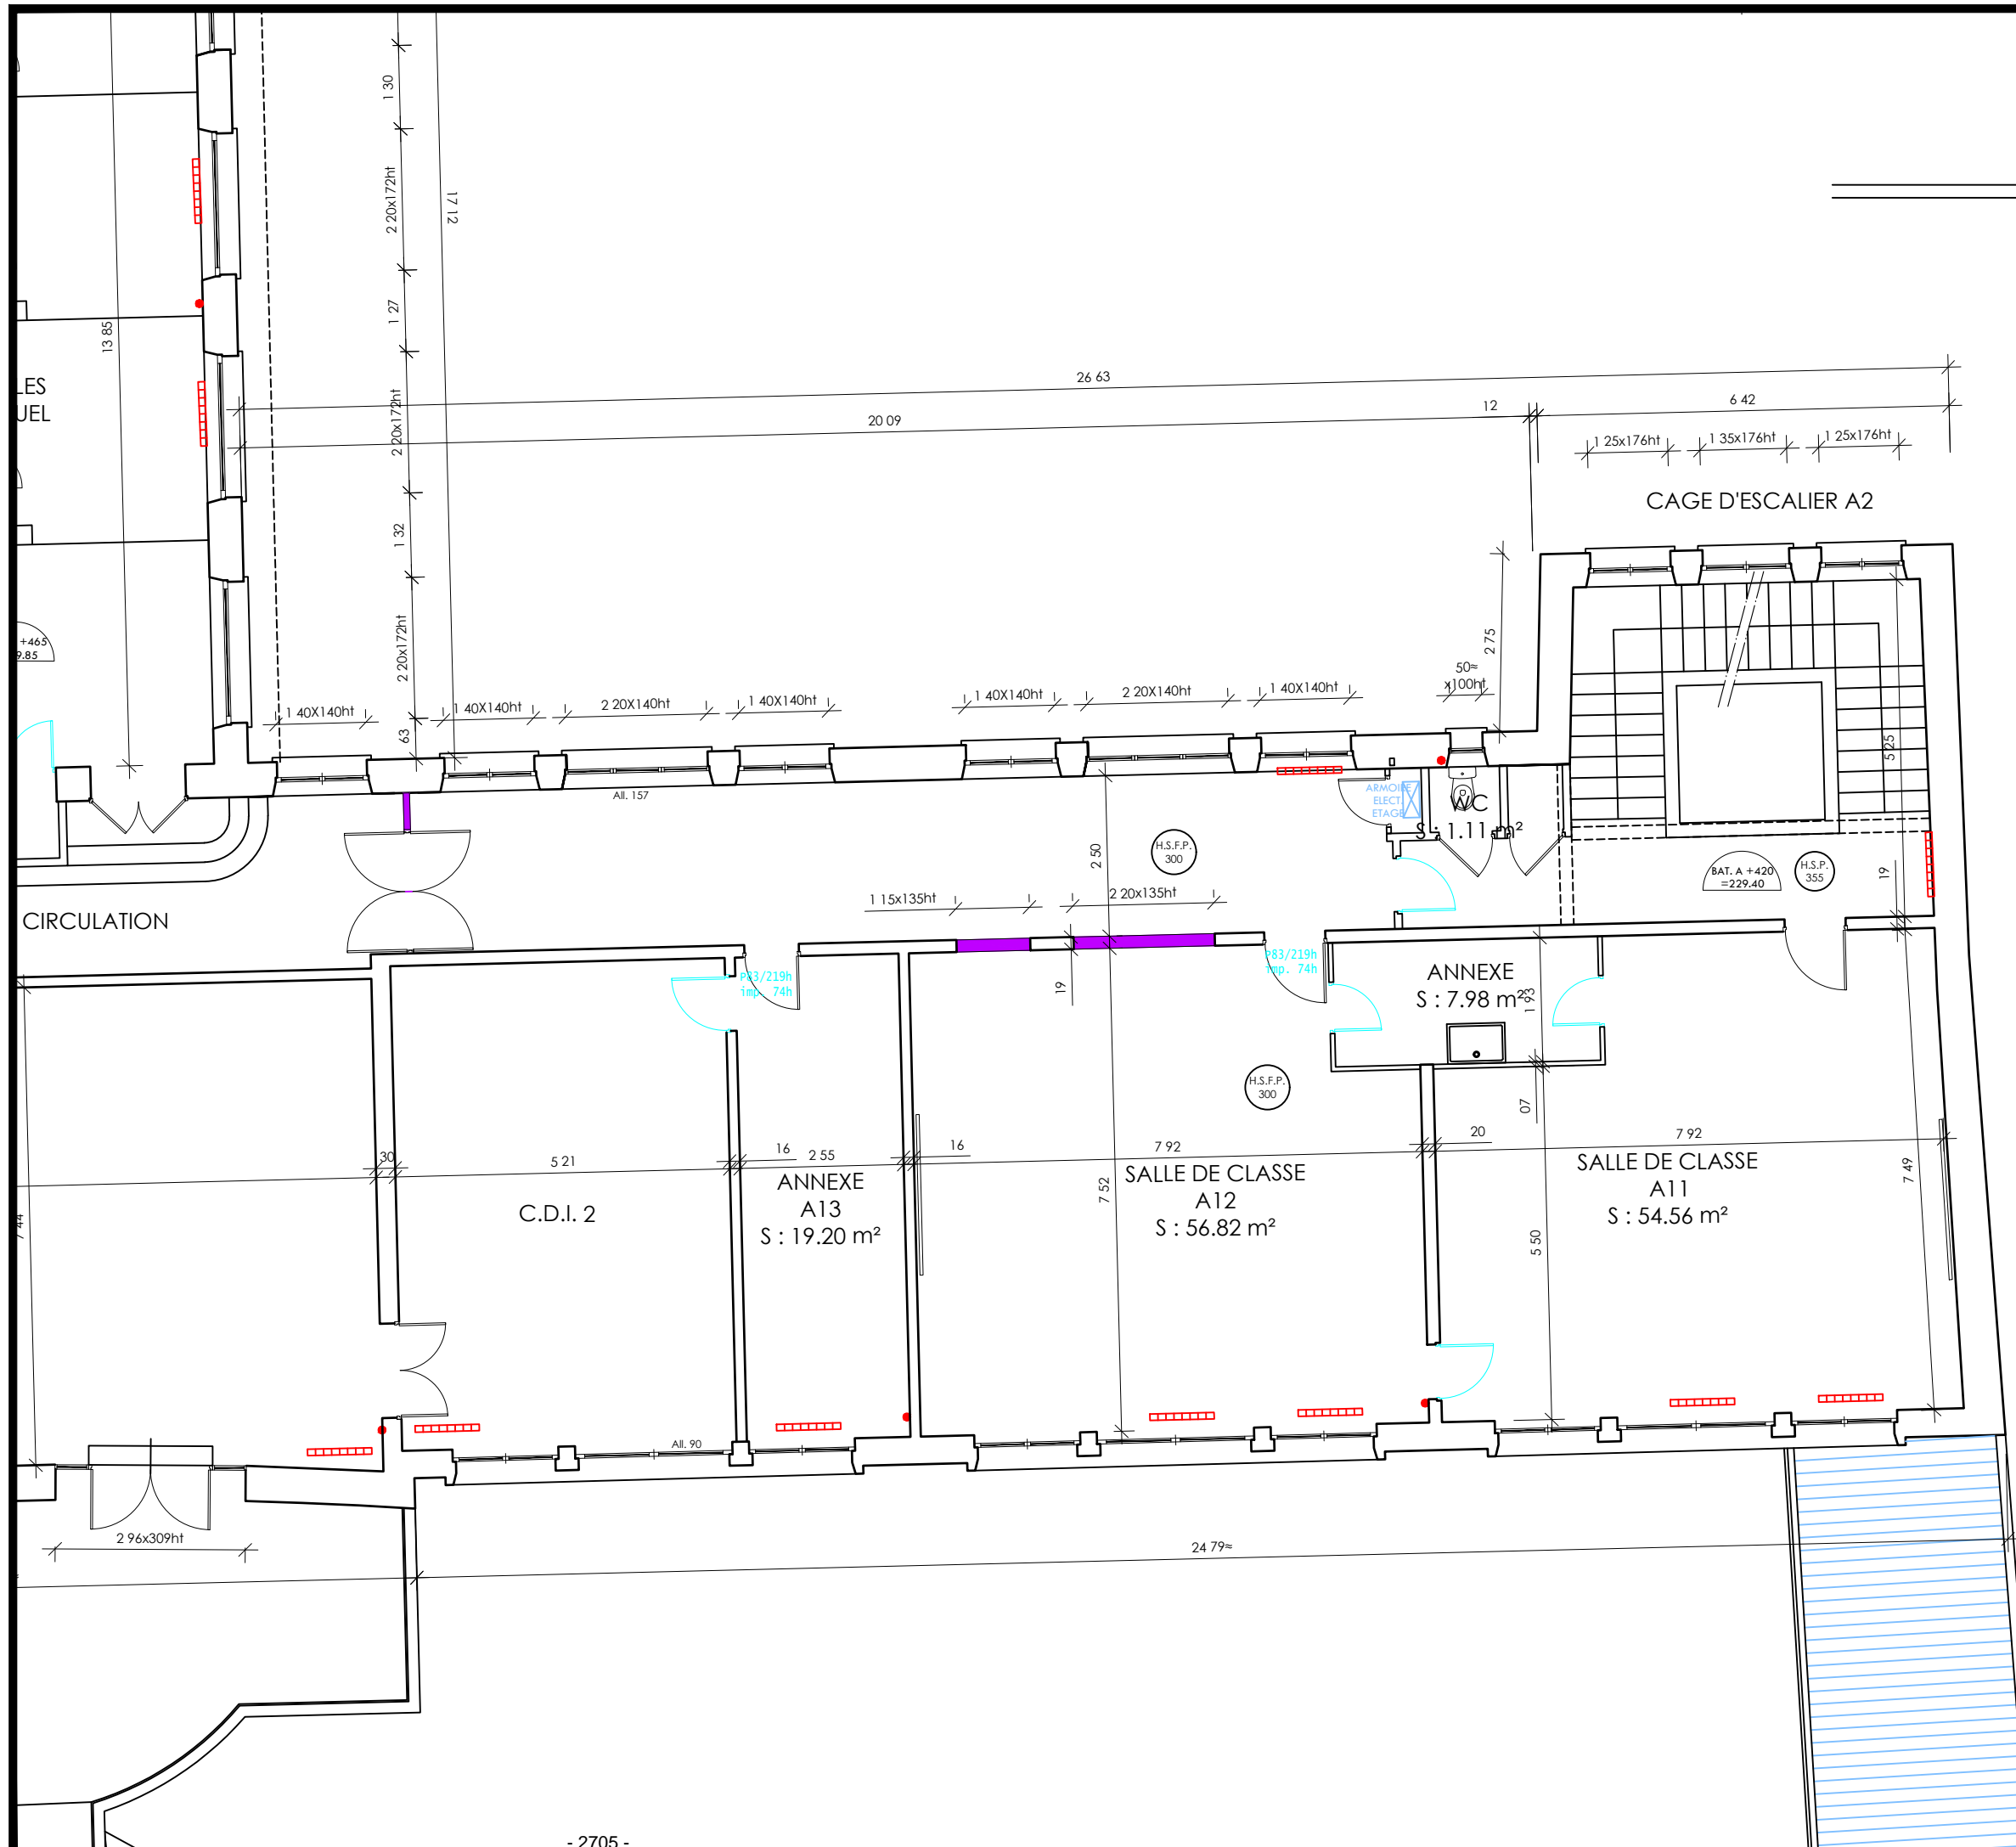 1 30
2 20x172ht
17 12
1 27
13 85
LES
UEL
26 63
2 20x172ht
20 09
12
6 42
1 25x176ht
1 35x176ht
1 25x176ht
CAGE D'ESCALIER A2
1 32
+465
9.85
2 20x172ht
2 75
50≈
x100ht
63
1 40X140ht
1 40X140ht
2 20X140ht
1 40X140ht
1 40X140ht
2 20X140ht
1 40X140ht
5 25
All. 157
ARMOIRE
ELECT.
ETAGE
WC
S : 1.11 m²
2 50
H.S.F.P.
300
BAT. A +420
=229.40
H.S.P.
355
19
1 15x135ht
2 20x135ht
CIRCULATION
P83/219h
imp. 74h
19
P83/219h
imp. 74h
ANNEXE
S : 7.98 m²
1 93
H.S.F.P.
300
07
30
5 21
16
2 55
16
7 92
20
7 92
7 44
C.D.I. 2
ANNEXE
A13
S : 19.20 m²
7 52
SALLE DE CLASSE
A12
S : 56.82 m²
5 50
SALLE DE CLASSE
A11
S : 54.56 m²
7 49
All. 90
2 96x309ht
24 79≈
- 2705 -